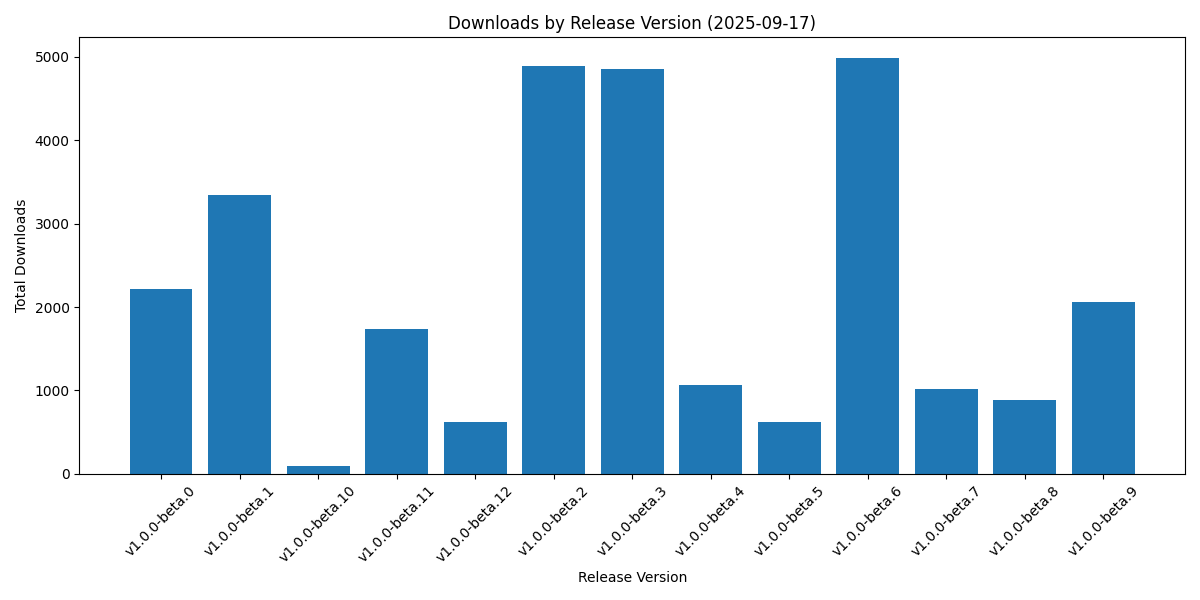 Downloads by Release Version (2025-09-17)
Total Downloads
5000
4000
3000
2000
1000
0
v1.0.0-beta.0
v1.0.0-beta.1
v1.0.0-beta.10
v1.0.0-beta.11
v1.0.0-beta.12
v1.0.0-beta.2
v1.0.0-beta.3
v1.0.0-beta.4
v1.0.0-beta.5
v1.0.0-beta.6
v1.0.0-beta.7
v1.0.0-beta.8
v1.0.0-beta.9
Release Version